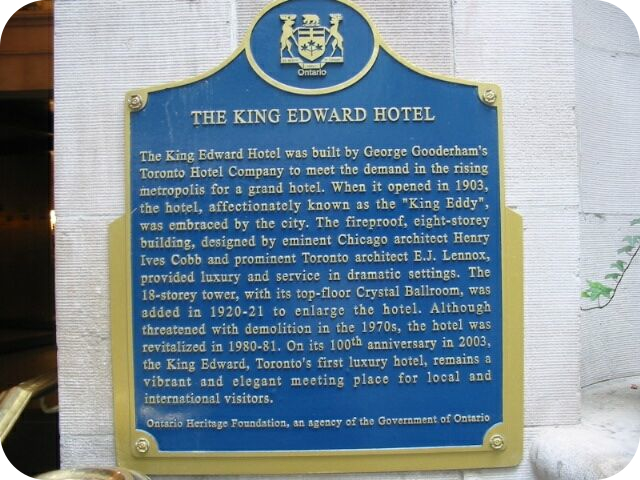 Ontario
THE KING EDWARD HOTEL
The King Edward Hotel was built by George Gooderham's
Toronto Hotel Company to meet the demand in the rising
metropolis for a grand hotel. When it opened in 1903,
the hotel, affectionately known as the "King Eddy",
was embraced by the city. The fireproof, eight-storey
building, designed by eminent Chicago architect Henry
Ives Cobb and prominent Toronto architect E.J. Lennox,
provided luxury and service in dramatic settings. The
18-storey tower, with its top-floor Crystal Ballroom, was
added in 1920-21 to enlarge the hotel. Although
threatened with demolition in the 1970s, the hotel was
revitalized in 1980-81. On its 100th anniversary in 2003,
the King Edward, Toronto's first luxury hotel, remains a
vibrant and elegant meeting place for local and
international visitors.
Ontario Heritage Foundation, an agency of the Government of Ontario